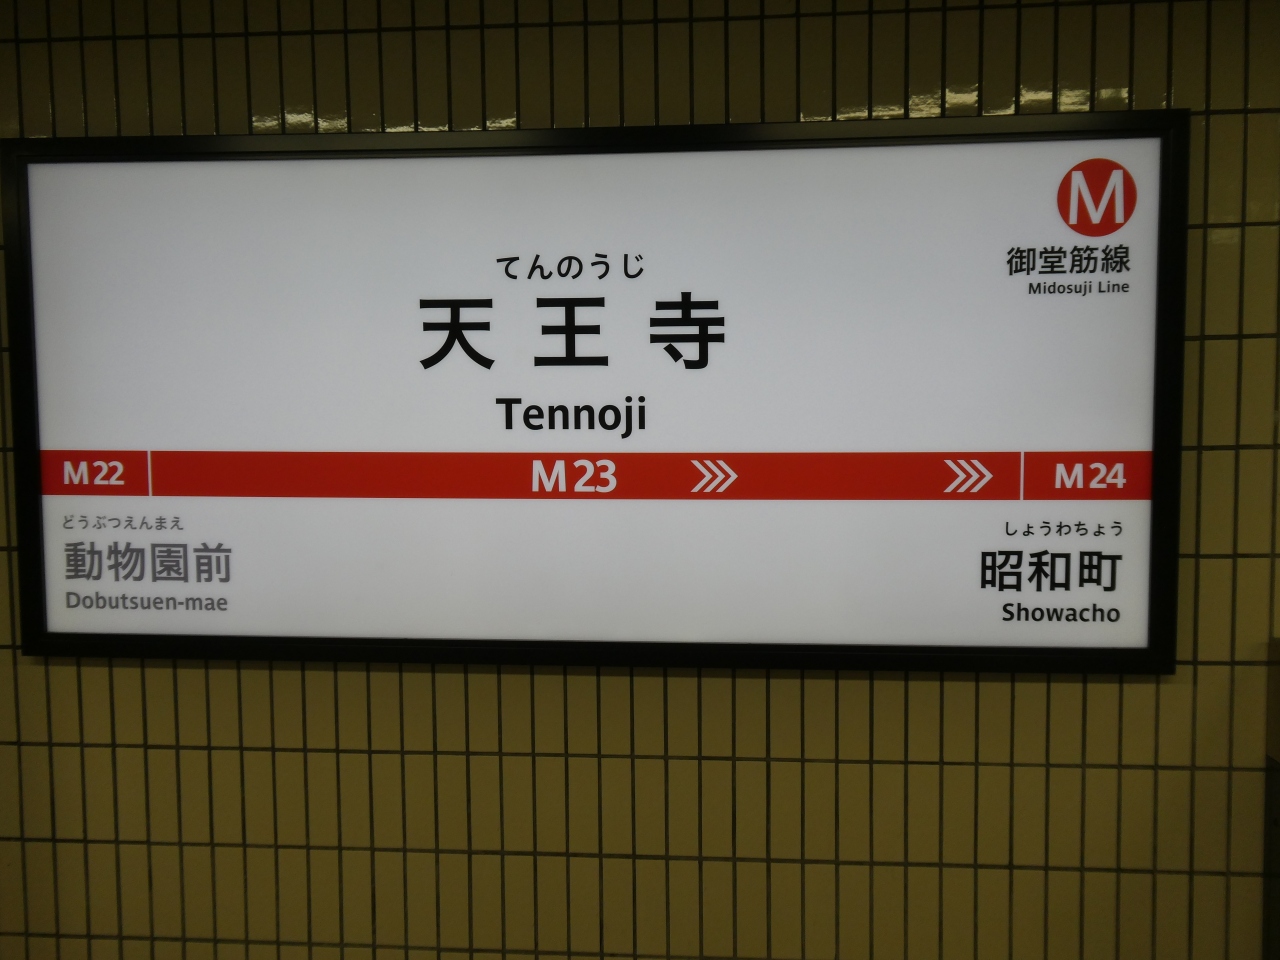 M
御堂筋線
Midosuji Line
てんのうじ
天王寺
Tennoji
M22
M23
M24
どうぶつえんまえ
動物園前
Dobutsuen-mae
しょうわちょう
昭和町
Showacho